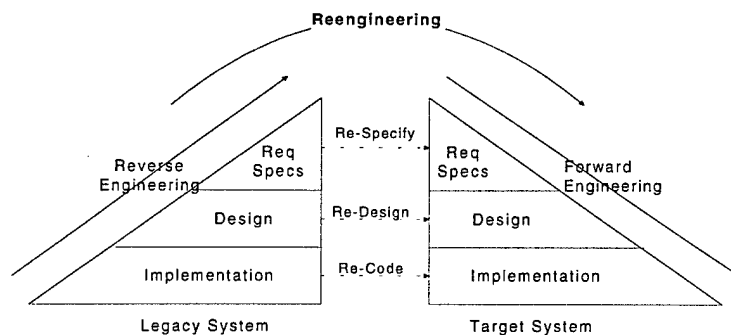 Reengineering
Re-Specify
Reverse
Engineering
Req
Specs
Req
Specs
Forward
Engineering
Design
Re-Design
Design
Implementation
Re-Code
Implementation
Legacy System
Target System